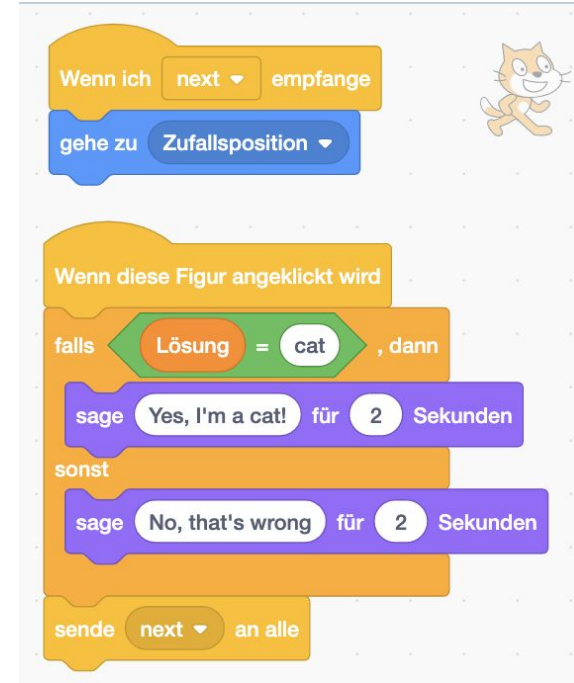 Wenn ich next empfange
gehe zu Zufallsposition
Wenn diese Figur angeklickt wird
falls Lösung = cat , dann
sage Yes, I'm a cat! für 2 Sekunden
sonst
sage No, that's wrong für 2 Sekunden
sende next an alle